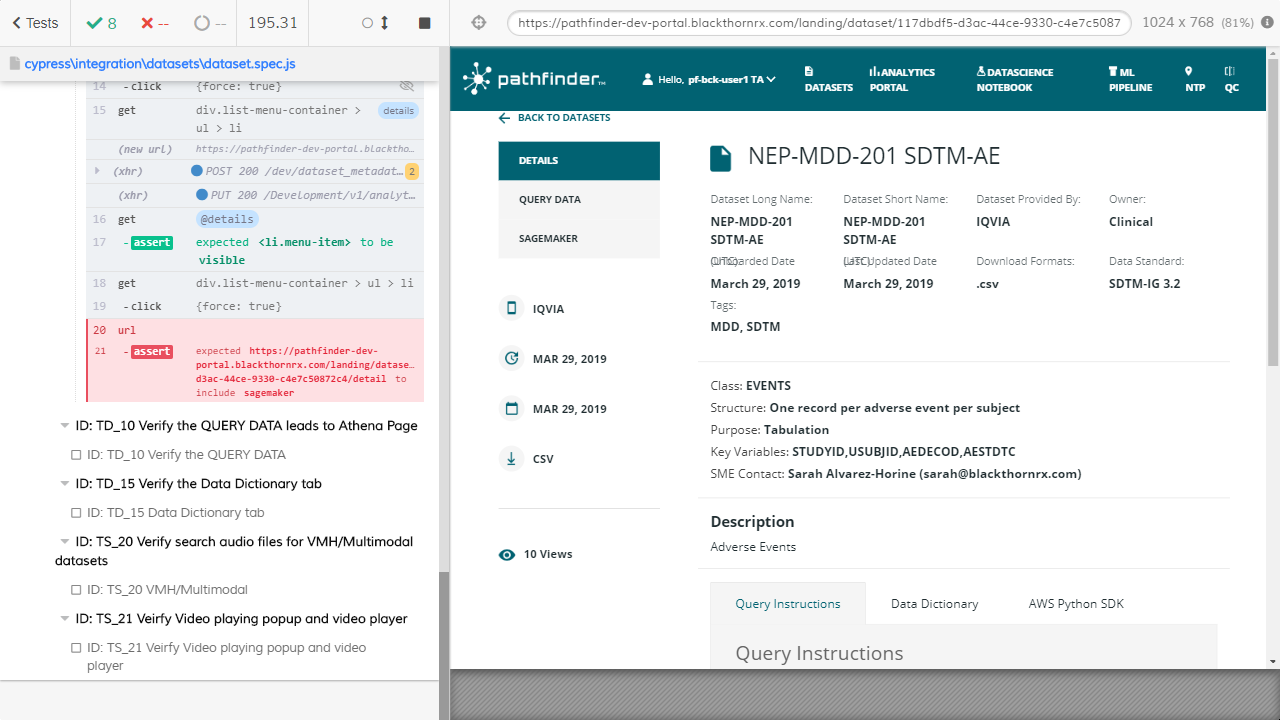 Tests
8
--
--
195.31
cypress\integration\datasets\dataset.spec.js
14 -click {force: true}
15 get div.list-menu-container > ul > li details
(new url) https://pathfinder-dev-portal.blacktho…
(xhr) POST 200 /dev/dataset_metadat… 2
(xhr) PUT 200 /Development/v1/analyt…
16 get @details
17 -assert expected <li.menu-item> to be
visible
18 get div.list-menu-container > ul > li
19 -click {force: true}
20 url
21 -assert expected https://pathfinder-dev-
portal.blackthornrx.com/landing/datase…
d3ac-44ce-9330-c4e7c50872c4/detail to
include sagemaker
ID: TD_10 Verify the QUERY DATA leads to Athena Page
ID: TD_10 Verify the QUERY DATA
ID: TD_15 Verify the Data Dictionary tab
ID: TD_15 Data Dictionary tab
ID: TS_20 Verify search audio files for VMH/Multimodal
datasets
ID: TS_20 VMH/Multimodal
ID: TS_21 Veirfy Video playing popup and video player
ID: TS_21 Veirfy Video playing popup and video
player
https://pathfinder-dev-portal.blackthornrx.com/landing/dataset/117dbdf5-d3ac-44ce-9330-c4e7c5087
1024 x 768 (81%)
pathfinder™
Hello, pf-bck-user1 TA
DATASETS
ANALYTICS
PORTAL
DATASCIENCE
NOTEBOOK
ML
PIPELINE
NTP
QC
BACK TO DATASETS
DETAILS
QUERY DATA
SAGEMAKER
IQVIA
MAR 29, 2019
MAR 29, 2019
CSV
10 Views
NEP-MDD-201 SDTM-AE
Dataset Long Name: Dataset Short Name: Dataset Provided By: Owner:
NEP-MDD-201 NEP-MDD-201 IQVIA Clinical
SDTM-AE SDTM-AE
Onboarded Date Last Updated Date Download Formats: Data Standard:
(UTC): (UTC):
March 29, 2019 March 29, 2019 .csv SDTM-IG 3.2
Tags:
MDD, SDTM
Class: EVENTS
Structure: One record per adverse event per subject
Purpose: Tabulation
Key Variables: STUDYID,USUBJID,AEDECOD,AESTDTC
SME Contact: Sarah Alvarez-Horine (sarah@blackthornrx.com)
Description
Adverse Events
Query Instructions Data Dictionary AWS Python SDK
Query Instructions